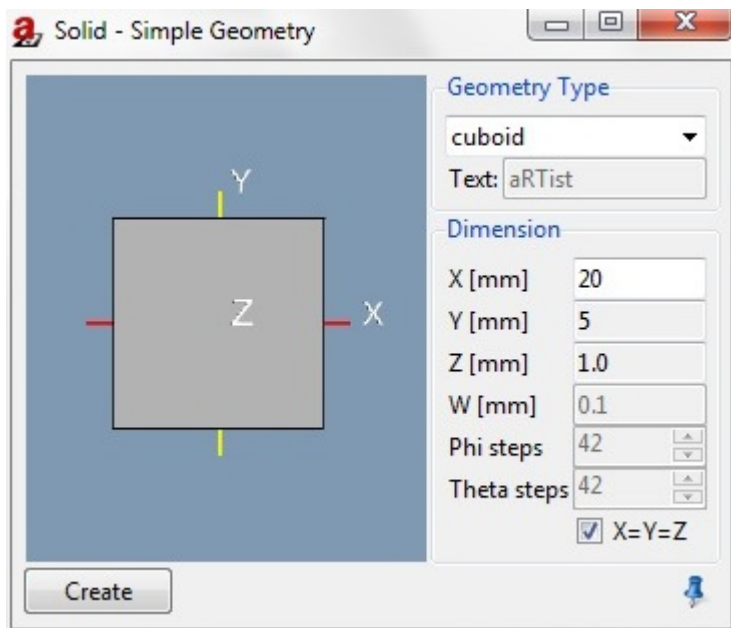 Solid - Simple Geometry
Geometry Type
cuboid
Text: aRTist
Dimension
X [mm] 20
Y [mm] 5
Z [mm] 1.0
W [mm] 0.1
Phi steps 42
Theta steps 42
X=Y=Z
Y
Z
X
Create